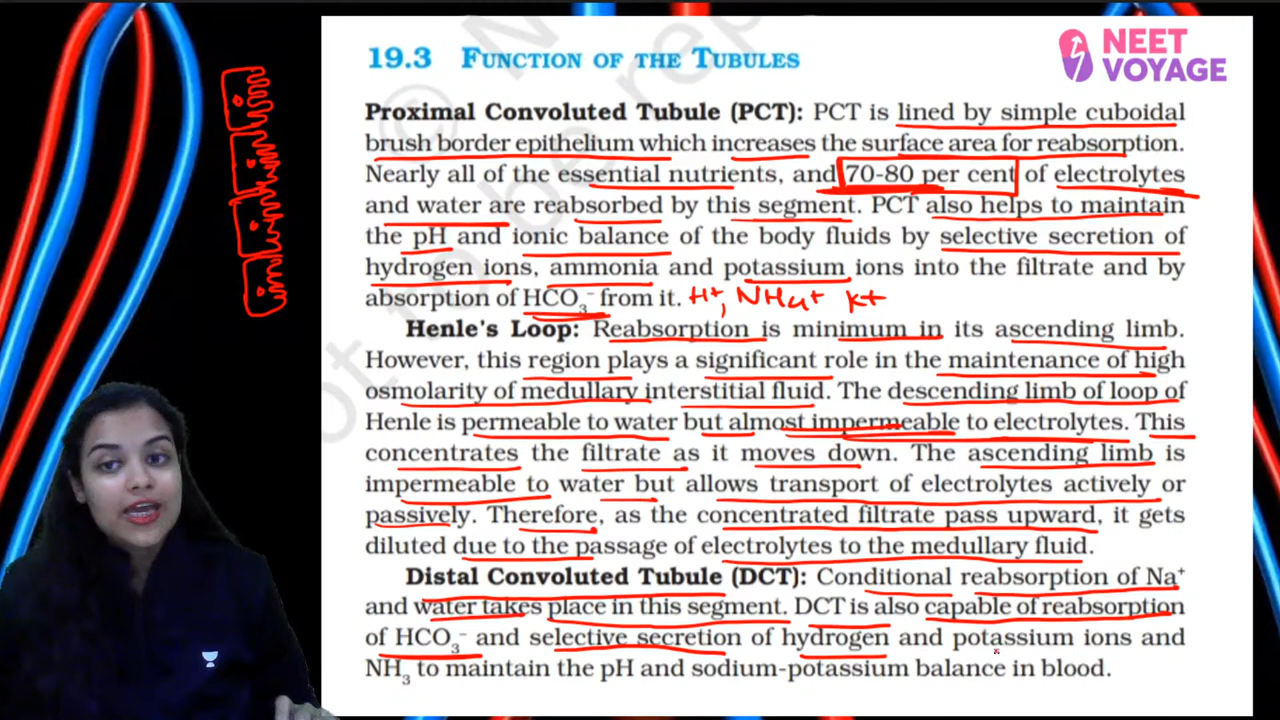 NEET
VOYAGE
19.3 FUNCTION OF THE TUBULES
Proximal Convoluted Tubule (PCT): PCT is lined by simple cuboidal
brush border epithelium which increases the surface area for reabsorption.
Nearly all of the essential nutrients, and 70-80 per cent of electrolytes
and water are reabsorbed by this segment. PCT also helps to maintain
the pH and ionic balance of the body fluids by selective secretion of
hydrogen ions, ammonia and potassium ions into the filtrate and by
absorption of HCO₃⁻ from it. H+, NH4+ K+
Henle's Loop: Reabsorption is minimum in its ascending limb.
However, this region plays a significant role in the maintenance of high
osmolarity of medullary interstitial fluid. The descending limb of loop of
Henle is permeable to water but almost impermeable to electrolytes. This
concentrates the filtrate as it moves down. The ascending limb is
impermeable to water but allows transport of electrolytes actively or
passively. Therefore, as the concentrated filtrate pass upward, it gets
diluted due to the passage of electrolytes to the medullary fluid.
Distal Convoluted Tubule (DCT): Conditional reabsorption of Na⁺
and water takes place in this segment. DCT is also capable of reabsorption
of HCO₃⁻ and selective secretion of hydrogen and potassium ions and
NH₃ to maintain the pH and sodium-potassium balance in blood.